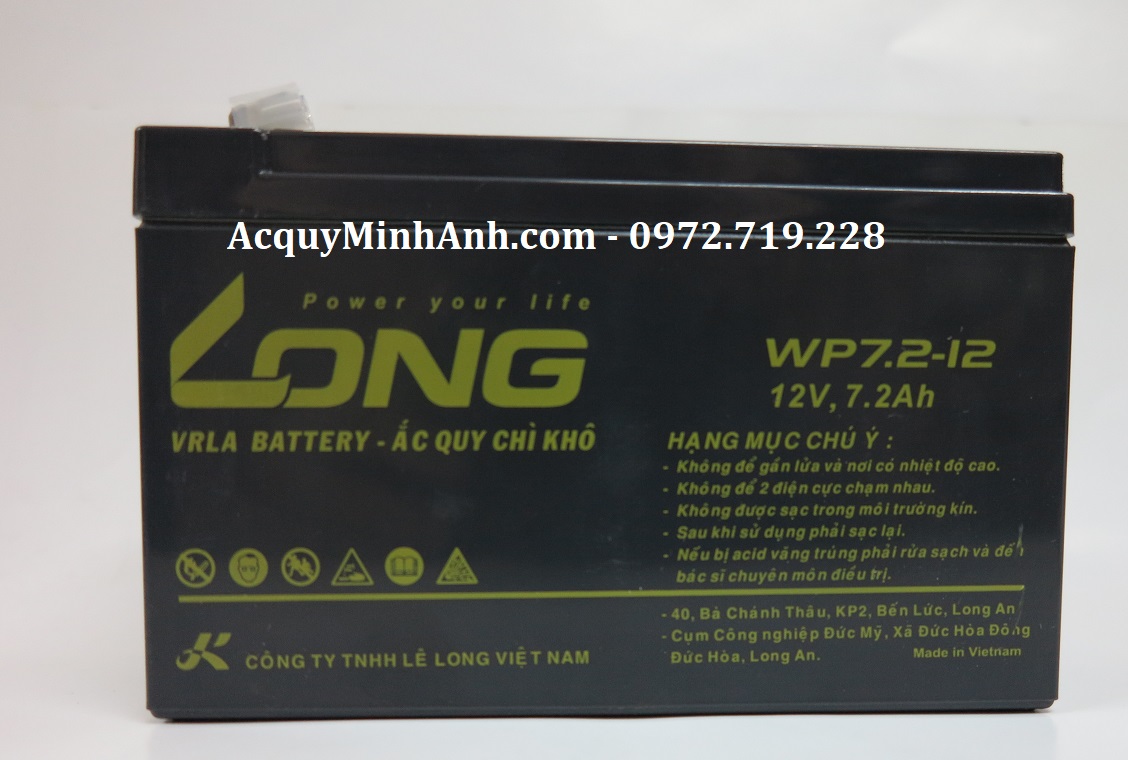 AcquyMinhAnh.com - 0972.719.228
Power your life
LONG
VRLA BATTERY - ẮC QUY CHÌ KHÔ
WP7.2-12
12V, 7.2Ah
HẠNG MỤC CHÚ Ý :
- Không để gần lửa và nơi có nhiệt độ cao.
- Không để 2 điện cực chạm nhau.
- Không được sạc trong môi trường kín.
- Sau khi sử dụng phải sạc lại.
- Nếu bị acid văng trúng phải rửa sạch và đến
bác sĩ chuyên môn điều trị.
CÔNG TY TNHH LÊ LONG VIỆT NAM
- 40, Bà Chánh Thâu, KP2, Bến Lức, Long An
- Cụm Công nghiệp Đức Mỹ, Xã Đức Hòa Đông
Đức Hòa, Long An.
Made in Vietnam